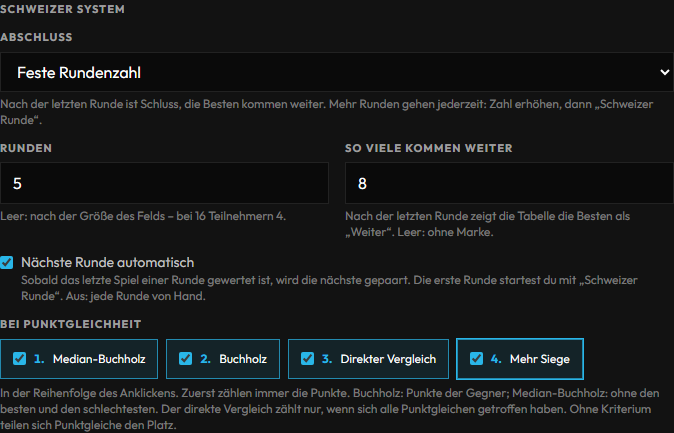 SCHWEIZER SYSTEM
ABSCHLUSS
Feste Rundenzahl
Nach der letzten Runde ist Schluss, die Besten kommen weiter. Mehr Runden gehen jederzeit: Zahl erhöhen, dann „Schweizer
Runde“.
RUNDEN
SO VIELE KOMMEN WEITER
5
8
Leer: nach der Größe des Felds – bei 16 Teilnehmern 4.
Nach der letzten Runde zeigt die Tabelle die Besten als
„Weiter“. Leer: ohne Marke.
Nächste Runde automatisch
Sobald das letzte Spiel einer Runde gewertet ist, wird die nächste gepaart. Die erste Runde startest du mit „Schweizer
Runde“. Aus: jede Runde von Hand.
BEI PUNKTGLEICHHEIT
1. Median-Buchholz
2. Buchholz
3. Direkter Vergleich
4. Mehr Siege
In der Reihenfolge des Anklickens. Zuerst zählen immer die Punkte. Buchholz: Punkte der Gegner; Median-Buchholz: ohne den
besten und den schlechtesten. Der direkte Vergleich zählt nur, wenn sich alle Punktgleichen getroffen haben. Ohne Kriterium
teilen sich Punktgleiche den Platz.